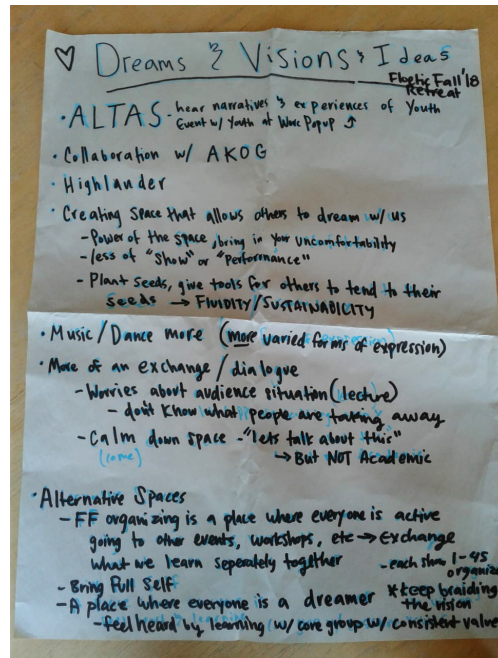 ♡ Dreams & Visions & Ideas
Floetic Fall '18
Retreat
• ALTAS - hear narratives & experiences of Youth
Event w/ Youth at Work Popup ↑
• Collaboration w/ AKOG
• Highlander
• Creating space that allows others to dream w/ us
- Power of the space, bring in your uncomfortability
- less of "Show" or "Performance"
- Plant Seeds, give tools for others to tend to their
seeds → FLUIDITY/SUSTAINABILITY
• Music/Dance more (more varied forms of expression)
• More of an exchange/dialogue
- Worries about audience situation (lecture)
- don't know what people are taking away
- Calm down space - "lets talk about this"
(some)
↳ But NOT Academic
• Alternative Spaces
- FF organizing is a place where everyone is active
going to other events, workshops, etc → Exchange
what we learn seperately together
- each show 1-45
organize
- Bring Full Self
*keep braiding
the vision
- A place where everyone is a dreamer
- feel heard by learning w/ core group w/ consistent value